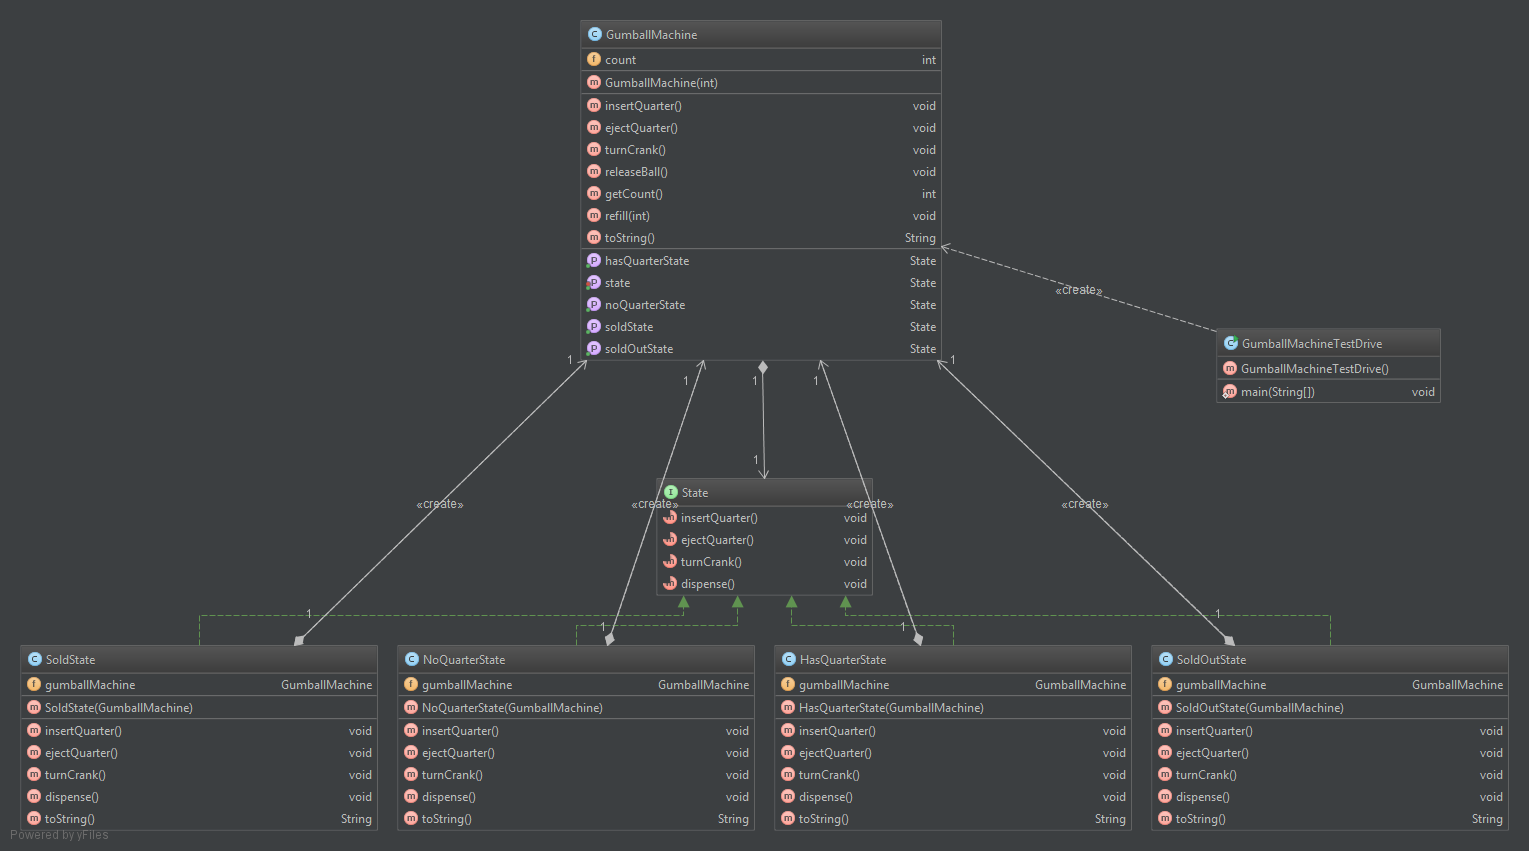 GumballMachine
count int
GumballMachine(int)
insertQuarter() void
ejectQuarter() void
turnCrank() void
releaseBall() void
getCount() int
refill(int) void
toString() String
hasQuarterState State
state State
noQuarterState State
soldState State
soldOutState State
«create»
GumballMachineTestDrive
GumballMachineTestDrive()
main(String[]) void
1
1
1
1
1
1
«create»
«create»
«create»
«create»
State
insertQuarter() void
ejectQuarter() void
turnCrank() void
dispense() void
1
1
1
1
SoldState
gumballMachine GumballMachine
SoldState(GumballMachine)
insertQuarter() void
ejectQuarter() void
turnCrank() void
dispense() void
toString() String
NoQuarterState
gumballMachine GumballMachine
NoQuarterState(GumballMachine)
insertQuarter() void
ejectQuarter() void
turnCrank() void
dispense() void
toString() String
HasQuarterState
gumballMachine GumballMachine
HasQuarterState(GumballMachine)
insertQuarter() void
ejectQuarter() void
turnCrank() void
dispense() void
toString() String
SoldOutState
gumballMachine GumballMachine
SoldOutState(GumballMachine)
insertQuarter() void
ejectQuarter() void
turnCrank() void
dispense() void
toString() String
Powered by yFiles